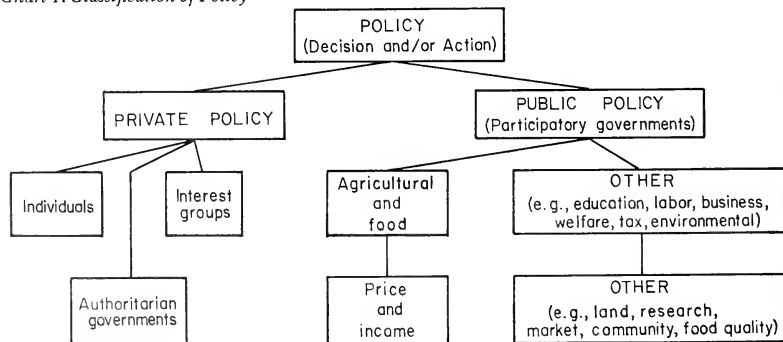 Chart 1. Classification of Policy
POLICY
(Decision and/or Action)
PRIVATE POLICY
PUBLIC POLICY
(Participatory governments)
Individuals
Interest
groups
Authoritarian
governments
Agricultural
and
food
OTHER
(e.g., education, labor, business,
welfare, tax, environmental)
Price
and
income
OTHER
(e.g., land, research,
market, community, food quality)